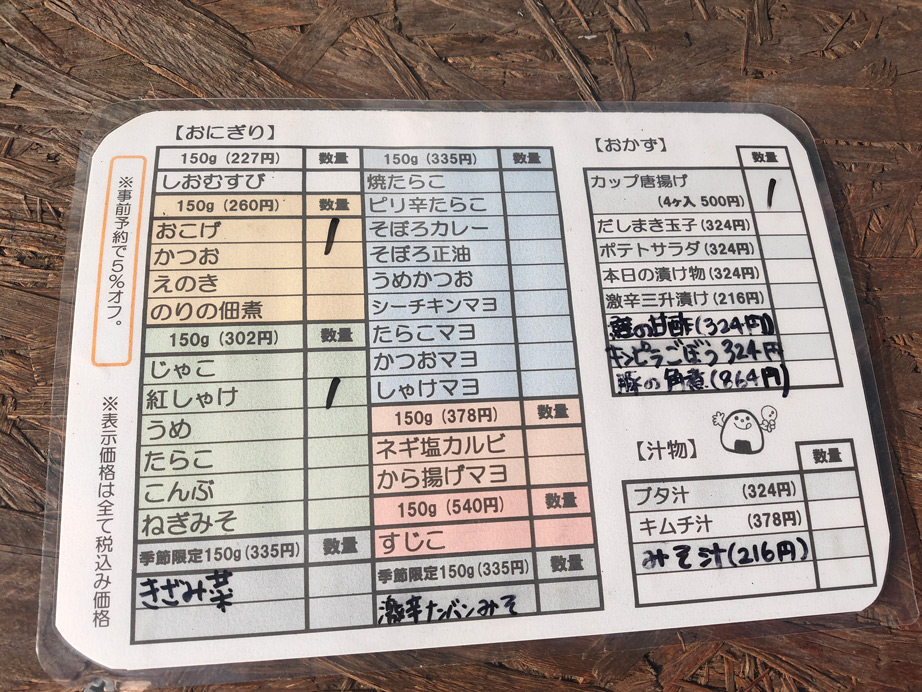 【おにぎり】
150g (227円) 数量
しおむすび
150g (260円) 数量
おこげ
かつお
えのき
のりの佃煮
150g (302円) 数量
じゃこ
紅しゃけ
うめ
たらこ
こんぶ
ねぎみそ
季節限定150g (335円) 数量
きざみ菜
150g (335円) 数量
焼たらこ
ピリ辛たらこ
そぼろカレー
そぼろ正油
うめかつお
シーチキンマヨ
たらこマヨ
かつおマヨ
しゃけマヨ
150g (378円) 数量
ネギ塩カルビ
から揚げマヨ
150g (540円) 数量
すじこ
季節限定150g (335円) 数量
激辛ナンバンみそ
【おかず】
数量
カップ唐揚げ
(4ヶ入 500円)
だしまき玉子 (324円)
ポテトサラダ (324円)
本日の漬け物 (324円)
激辛三升漬け (216円)
の甘酢(324円)
キンピラごぼう324円
豚の角煮(864円)
【汁物】
数量
ブタ汁 (324円)
キムチ汁 (378円)
みそ汁(216円)
※事前予約で5%オフ。
※表示価格は全て税込み価格